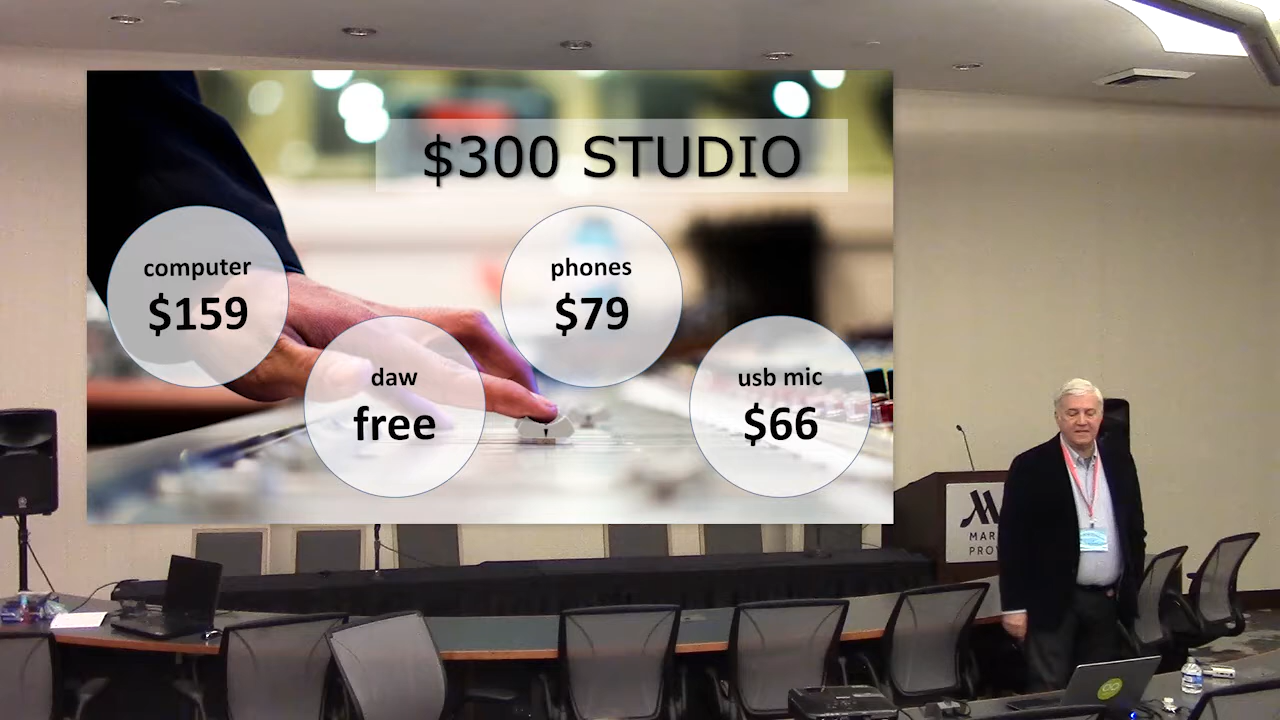 $300 STUDIO
computer
$159
phones
$79
daw
free
usb mic
$66